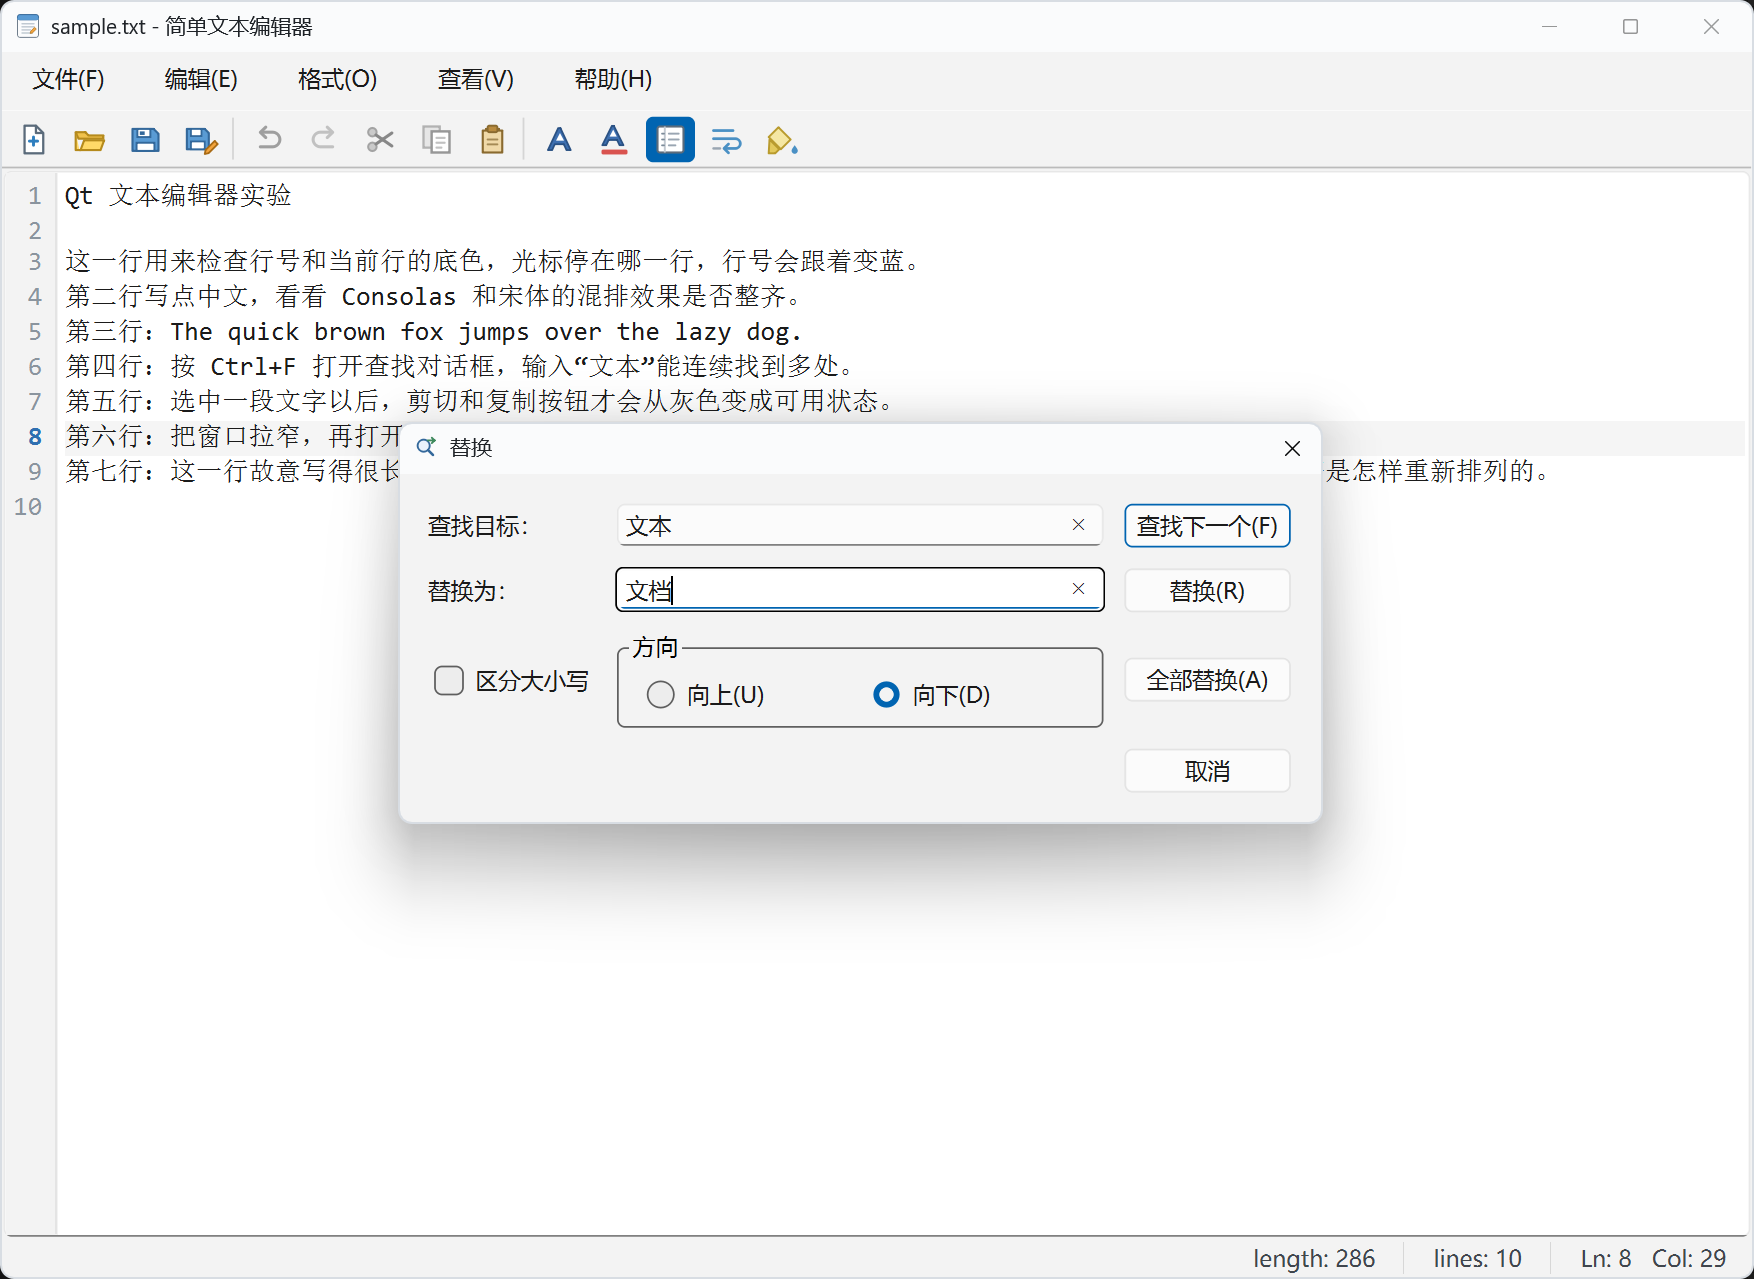 sample.txt - 简单文本编辑器
文件(F) 编辑(E) 格式(O) 查看(V) 帮助(H)
1 Qt 文本编辑器实验
2
3 这一行用来检查行号和当前行的底色，光标停在哪一行，行号会跟着变蓝。
4 第二行写点中文，看看 Consolas 和宋体的混排效果是否整齐。
5 第三行：The quick brown fox jumps over the lazy dog.
6 第四行：按 Ctrl+F 打开查找对话框，输入“文本”能连续找到多处。
7 第五行：选中一段文字以后，剪切和复制按钮才会从灰色变成可用状态。
8 第六行：把窗口拉窄，再打开
9 第七行：这一行故意写得很长 是怎样重新排列的。
10
替换
查找目标： 文本 查找下一个(F)
替换为： 文档 替换(R)
方向
区分大小写 向上(U) 向下(D) 全部替换(A)
取消
length: 286 lines: 10 Ln: 8 Col: 29